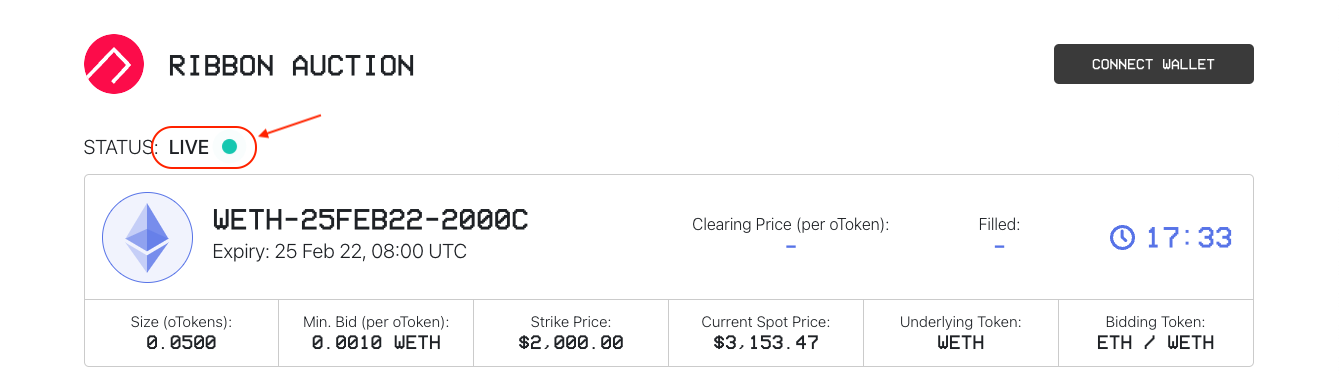 RIBBON AUCTION
CONNECT WALLET
STATUS: LIVE
WETH-25FEB22-2000C
Expiry: 25 Feb 22, 08:00 UTC
Clearing Price (per oToken):
-
Filled:
-
17:33
Size (oTokens):
0.0500
Min. Bid (per oToken):
0.0010 WETH
Strike Price:
$2,000.00
Current Spot Price:
$3,153.47
Underlying Token:
WETH
Bidding Token:
ETH / WETH